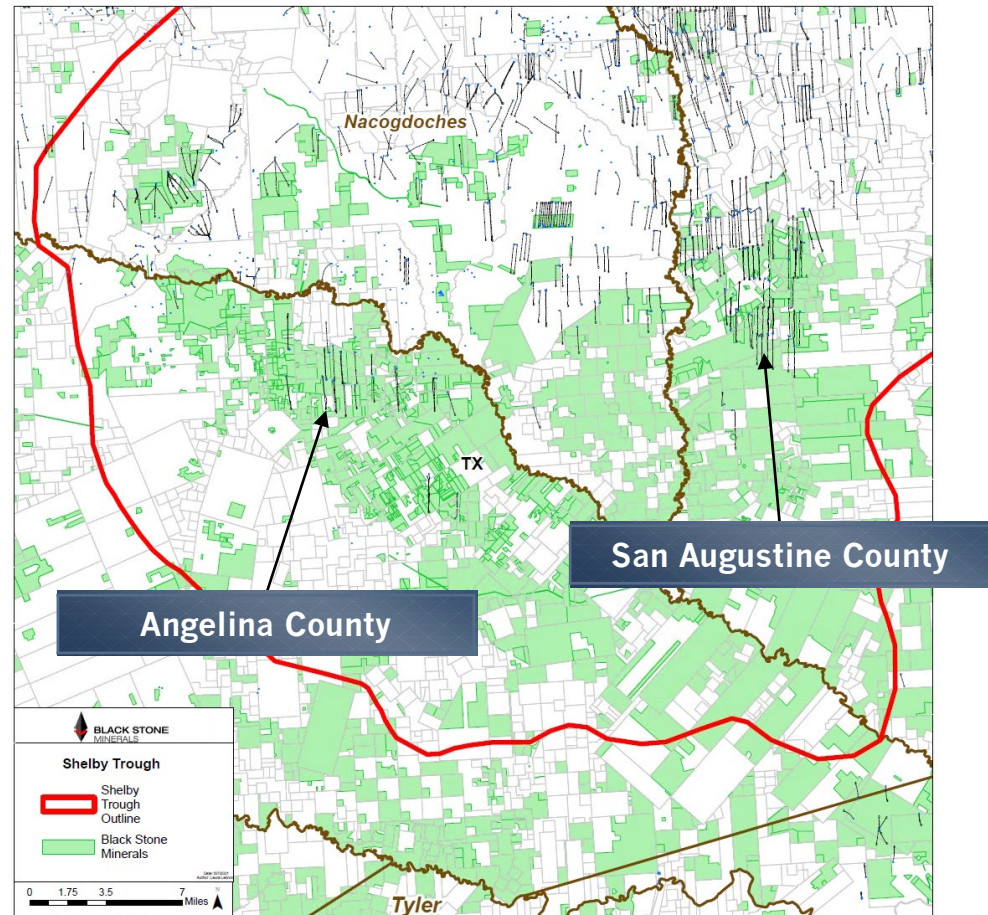 Nacogdoches
TX
San Augustine County
Angelina County
BLACK STONE
MINERALS
Shelby Trough
Shelby
Trough
Outline
Black Stone
Minerals
0 1.75 3.5 7 Miles
N
Tyler